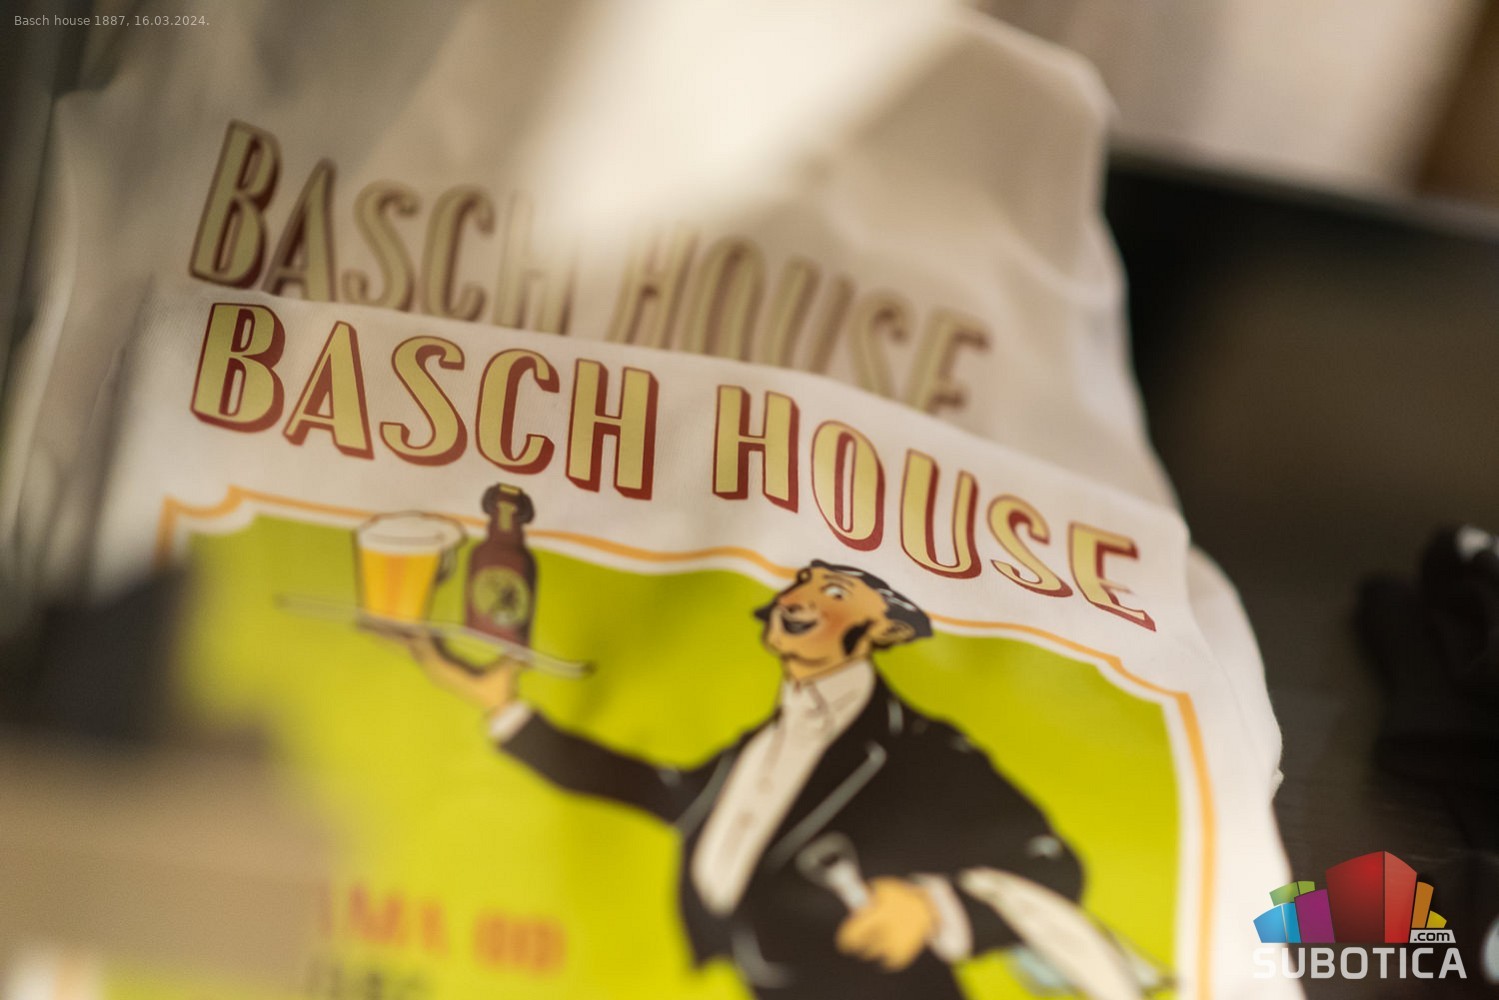 Basch house 1887, 16.03.2024.
BASCH HOUSE
BASCH HOUSE
.com
SUBOTICA